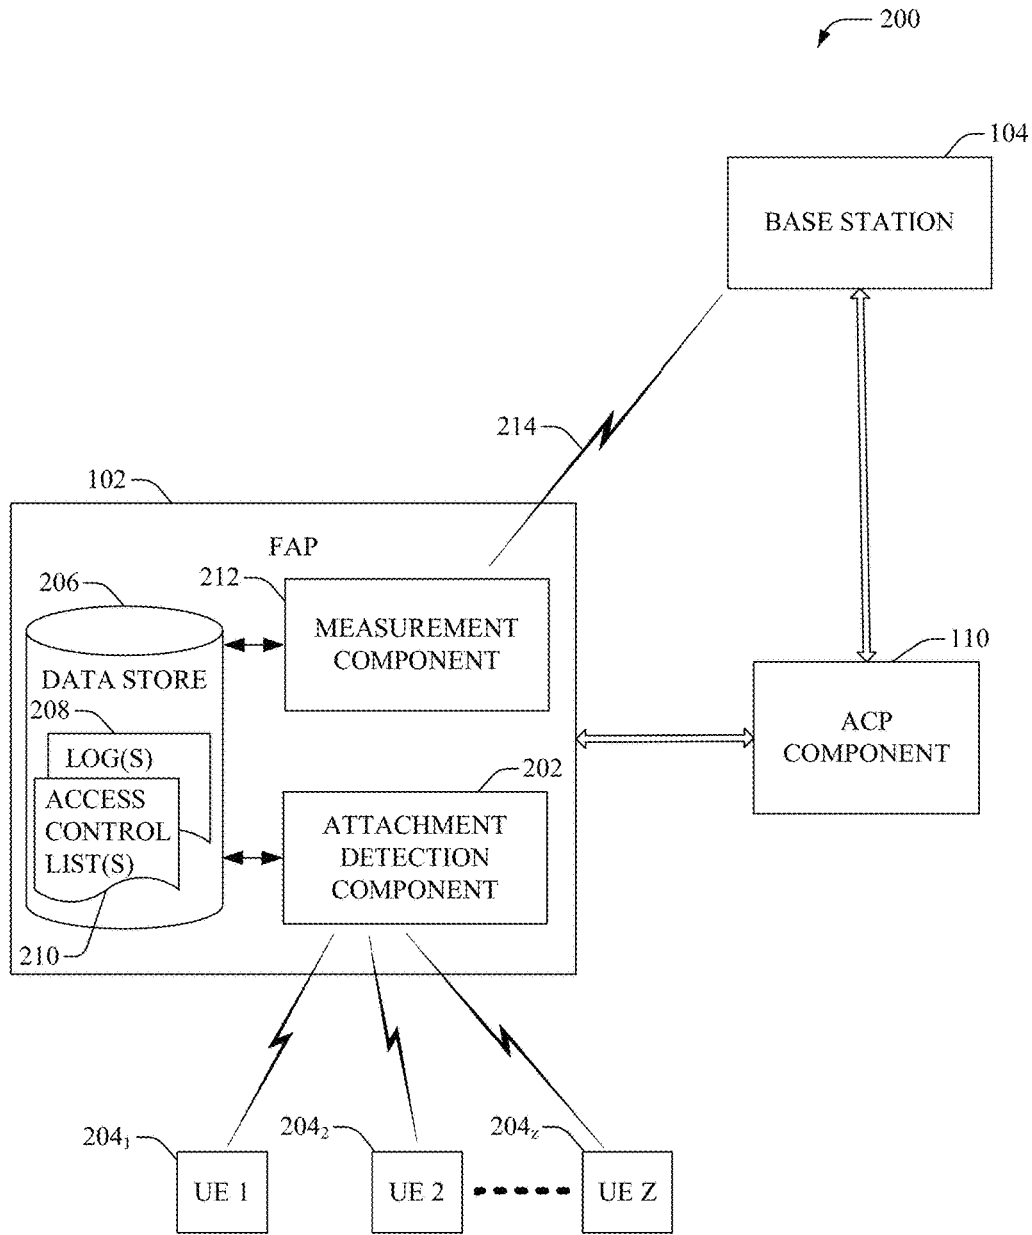 200
104
BASE STATION
214
102
FAP
206
212
MEASUREMENT
COMPONENT
DATA STORE
110
ACP
COMPONENT
208
LOG(S)
202
ACCESS
CONTROL
LIST(S)
ATTACHMENT
DETECTION
COMPONENT
210
204₁
204₂
204z
UE 1
UE 2
UE Z